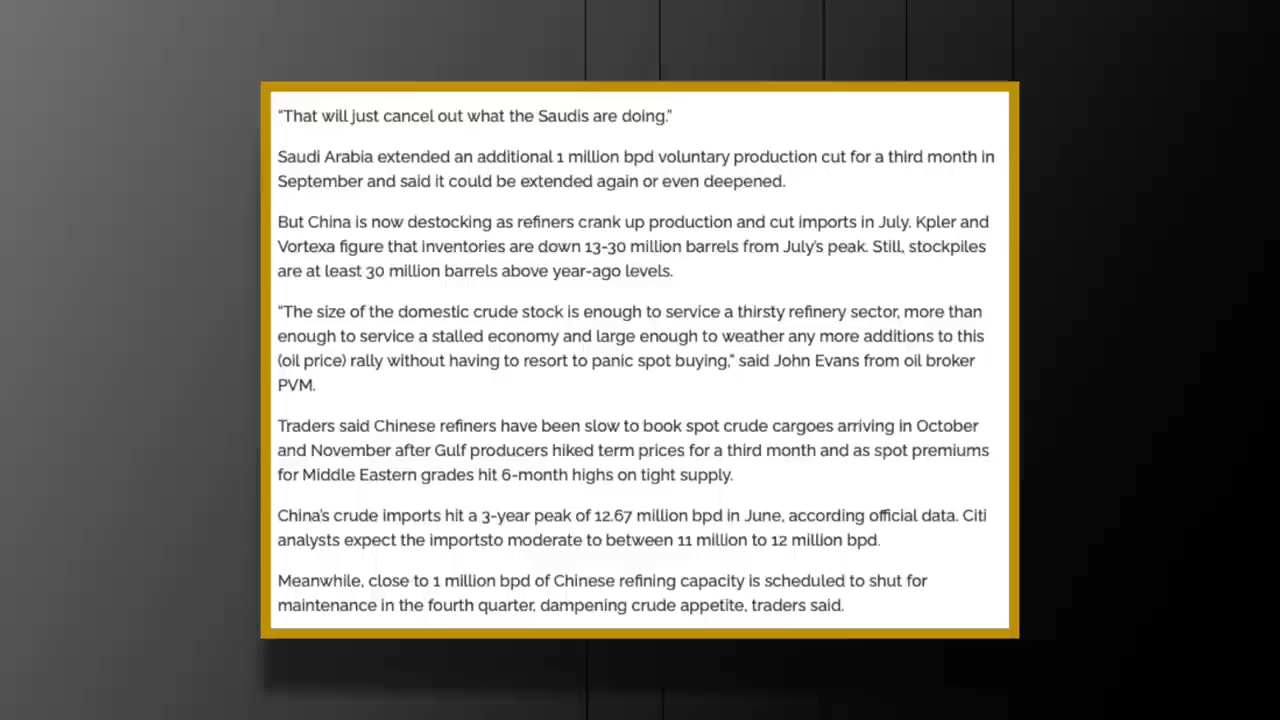 “That will just cancel out what the Saudis are doing.”
Saudi Arabia extended an additional 1 million bpd voluntary production cut for a third month in
September and said it could be extended again or even deepened.
But China is now destocking as refiners crank up production and cut imports in July. Kpler and
Vortexa figure that inventories are down 13-30 million barrels from July’s peak. Still, stockpiles
are at least 30 million barrels above year-ago levels.
“The size of the domestic crude stock is enough to service a thirsty refinery sector, more than
enough to service a stalled economy and large enough to weather any more additions to this
(oil price) rally without having to resort to panic spot buying,” said John Evans from oil broker
PVM.
Traders said Chinese refiners have been slow to book spot crude cargoes arriving in October
and November after Gulf producers hiked term prices for a third month and as spot premiums
for Middle Eastern grades hit 6-month highs on tight supply.
China’s crude imports hit a 3-year peak of 12.67 million bpd in June, according official data. Citi
analysts expect the importsto moderate to between 11 million to 12 million bpd.
Meanwhile, close to 1 million bpd of Chinese refining capacity is scheduled to shut for
maintenance in the fourth quarter, dampening crude appetite, traders said.